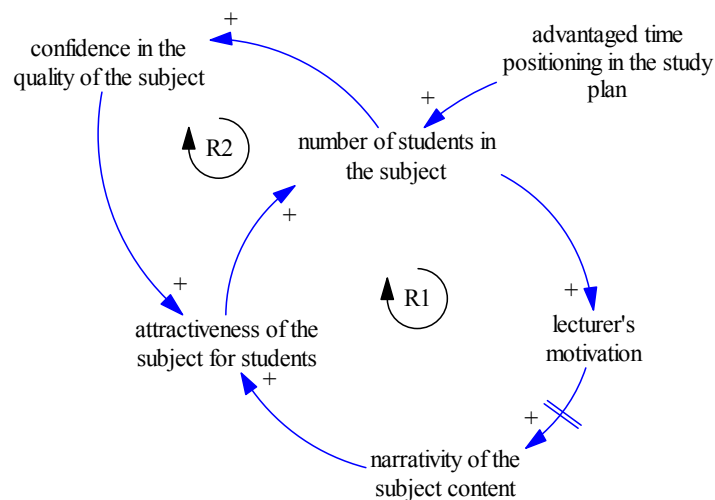 confidence in the
quality of the subject
+
advantaged time
positioning in the study
plan
+
R2
number of students in
the subject
+
+
R1
+
attractiveness of the
subject for students
lecturer's
motivation
+
+
narrativity of the
subject content